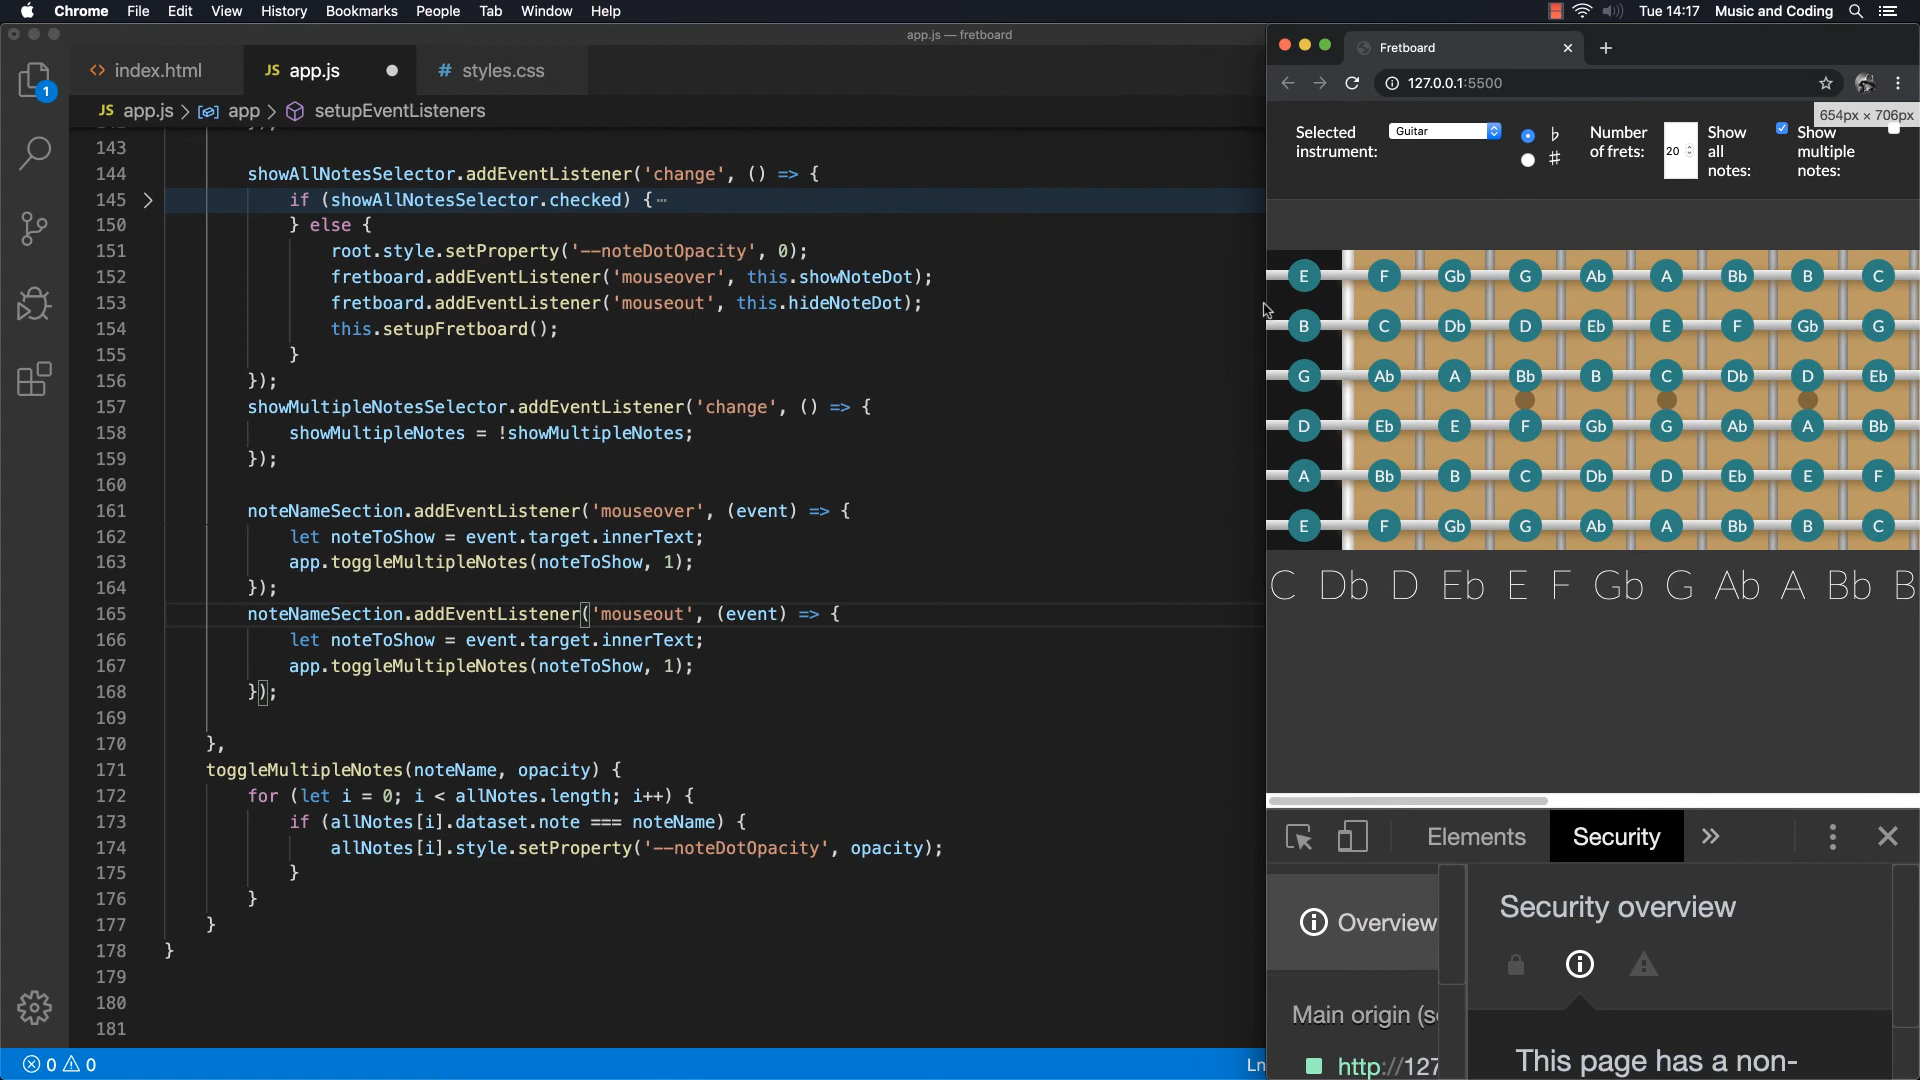 Chrome File Edit View History Bookmarks People Tab Window Help Tue 14:17 Music and Coding
app.js — fretboard
index.html JS app.js # styles.css
JS app.js > app > setupEventListeners
143
144 showAllNotesSelector.addEventListener('change', () => {
145 if (showAllNotesSelector.checked) {⋯
150 } else {
151 root.style.setProperty('--noteDotOpacity', 0);
152 fretboard.addEventListener('mouseover', this.showNoteDot);
153 fretboard.addEventListener('mouseout', this.hideNoteDot);
154 this.setupFretboard();
155 }
156 });
157 showMultipleNotesSelector.addEventListener('change', () => {
158 showMultipleNotes = !showMultipleNotes;
159 });
160
161 noteNameSection.addEventListener('mouseover', (event) => {
162 let noteToShow = event.target.innerText;
163 app.toggleMultipleNotes(noteToShow, 1);
164 });
165 noteNameSection.addEventListener('mouseout', (event) => {
166 let noteToShow = event.target.innerText;
167 app.toggleMultipleNotes(noteToShow, 1);
168 });
169
170 },
171 toggleMultipleNotes(noteName, opacity) {
172 for (let i = 0; i < allNotes.length; i++) {
173 if (allNotes[i].dataset.note === noteName) {
174 allNotes[i].style.setProperty('--noteDotOpacity', opacity);
175 }
176 }
177 }
178 }
179
180
181
1
0 0
Ln
Fretboard
127.0.0.1:5500
654px × 706px
Selected instrument:
Guitar
♭
♯
Number of frets:
20
Show all notes:
Show multiple notes:
E F Gb G Ab A Bb B C
B C Db D Eb E F Gb G
G Ab A Bb B C Db D Eb
D Eb E F Gb G Ab A Bb
A Bb B C Db D Eb E F
E F Gb G Ab A Bb B C
C Db D Eb E F Gb G Ab A Bb B
Elements Security »
Overview
Security overview
Main origin (se
http://127
This page has a non-